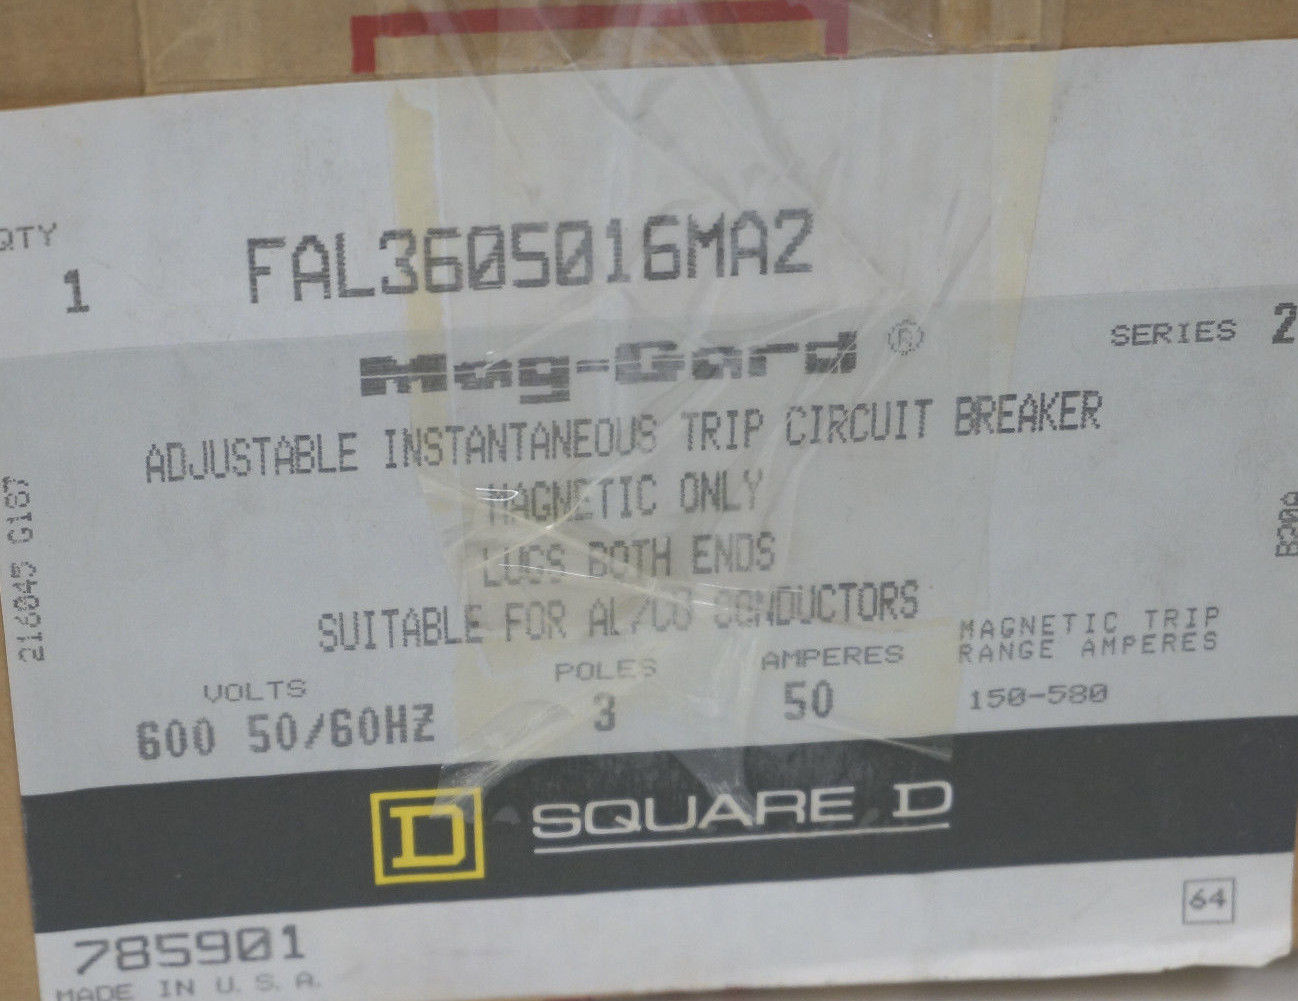 QTY
1
FAL3605016MA2
Mag-Gard ®
SERIES 2
ADJUSTABLE INSTANTANEOUS TRIP CIRCUIT BREAKER
MAGNETIC ONLY
LUGS BOTH ENDS
SUITABLE FOR AL/CU CONDUCTORS
VOLTS
600 50/60HZ
POLES
3
AMPERES
50
MAGNETIC TRIP
RANGE AMPERES
150-580
D SQUARE D
64
785901
MADE IN U.S.A.